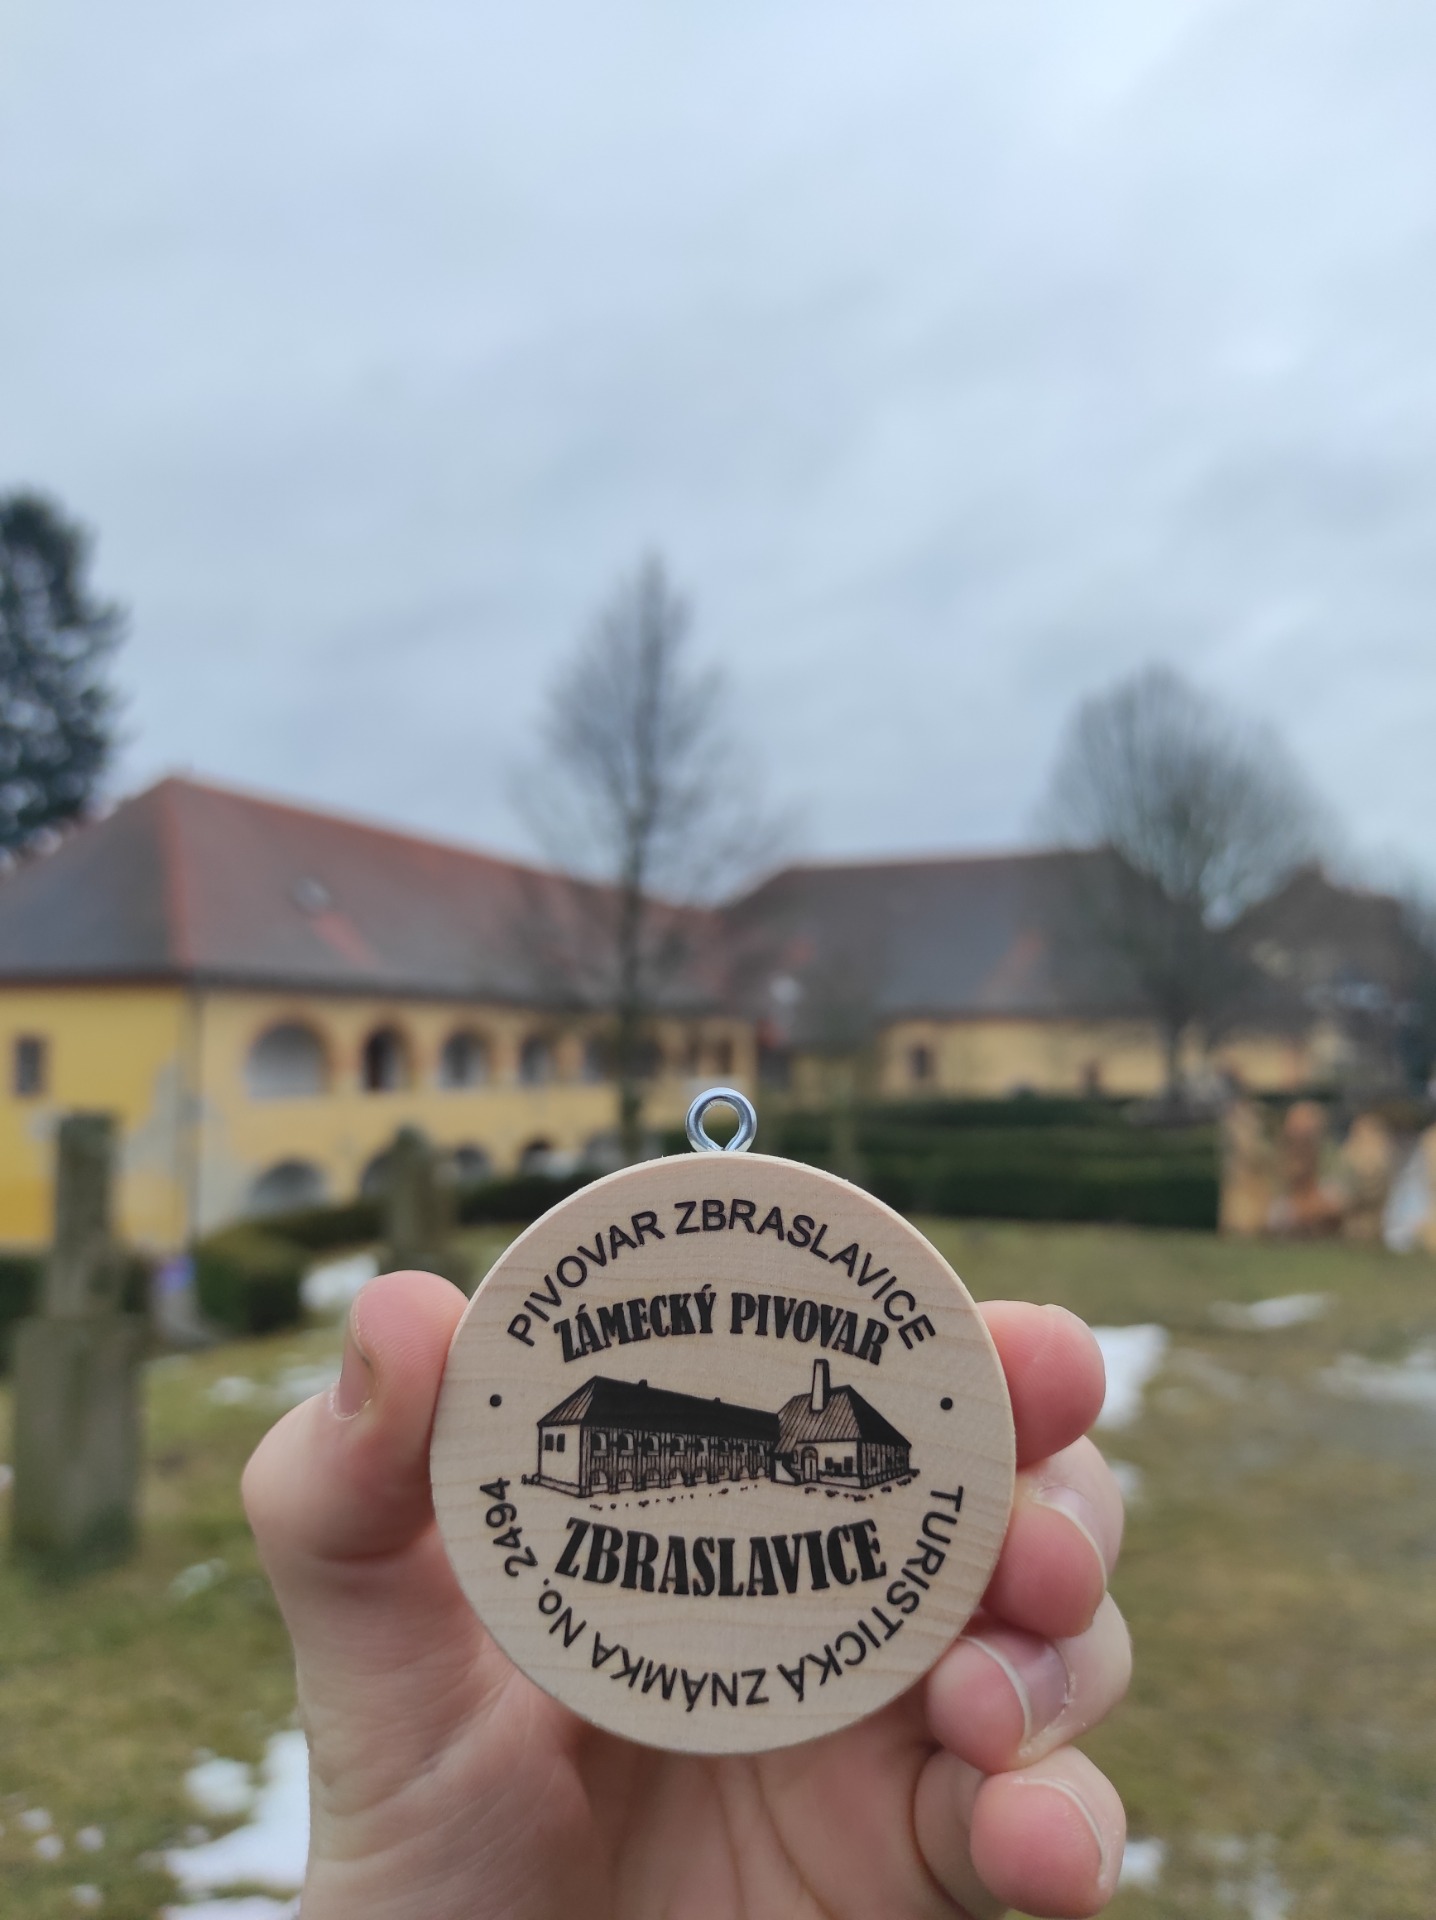 PIVOVAR ZBRASLAVICE
ZÁMECKÝ PIVOVAR
ZBRASLAVICE
TURISTICKÁ ZNÁMKA No. 2494